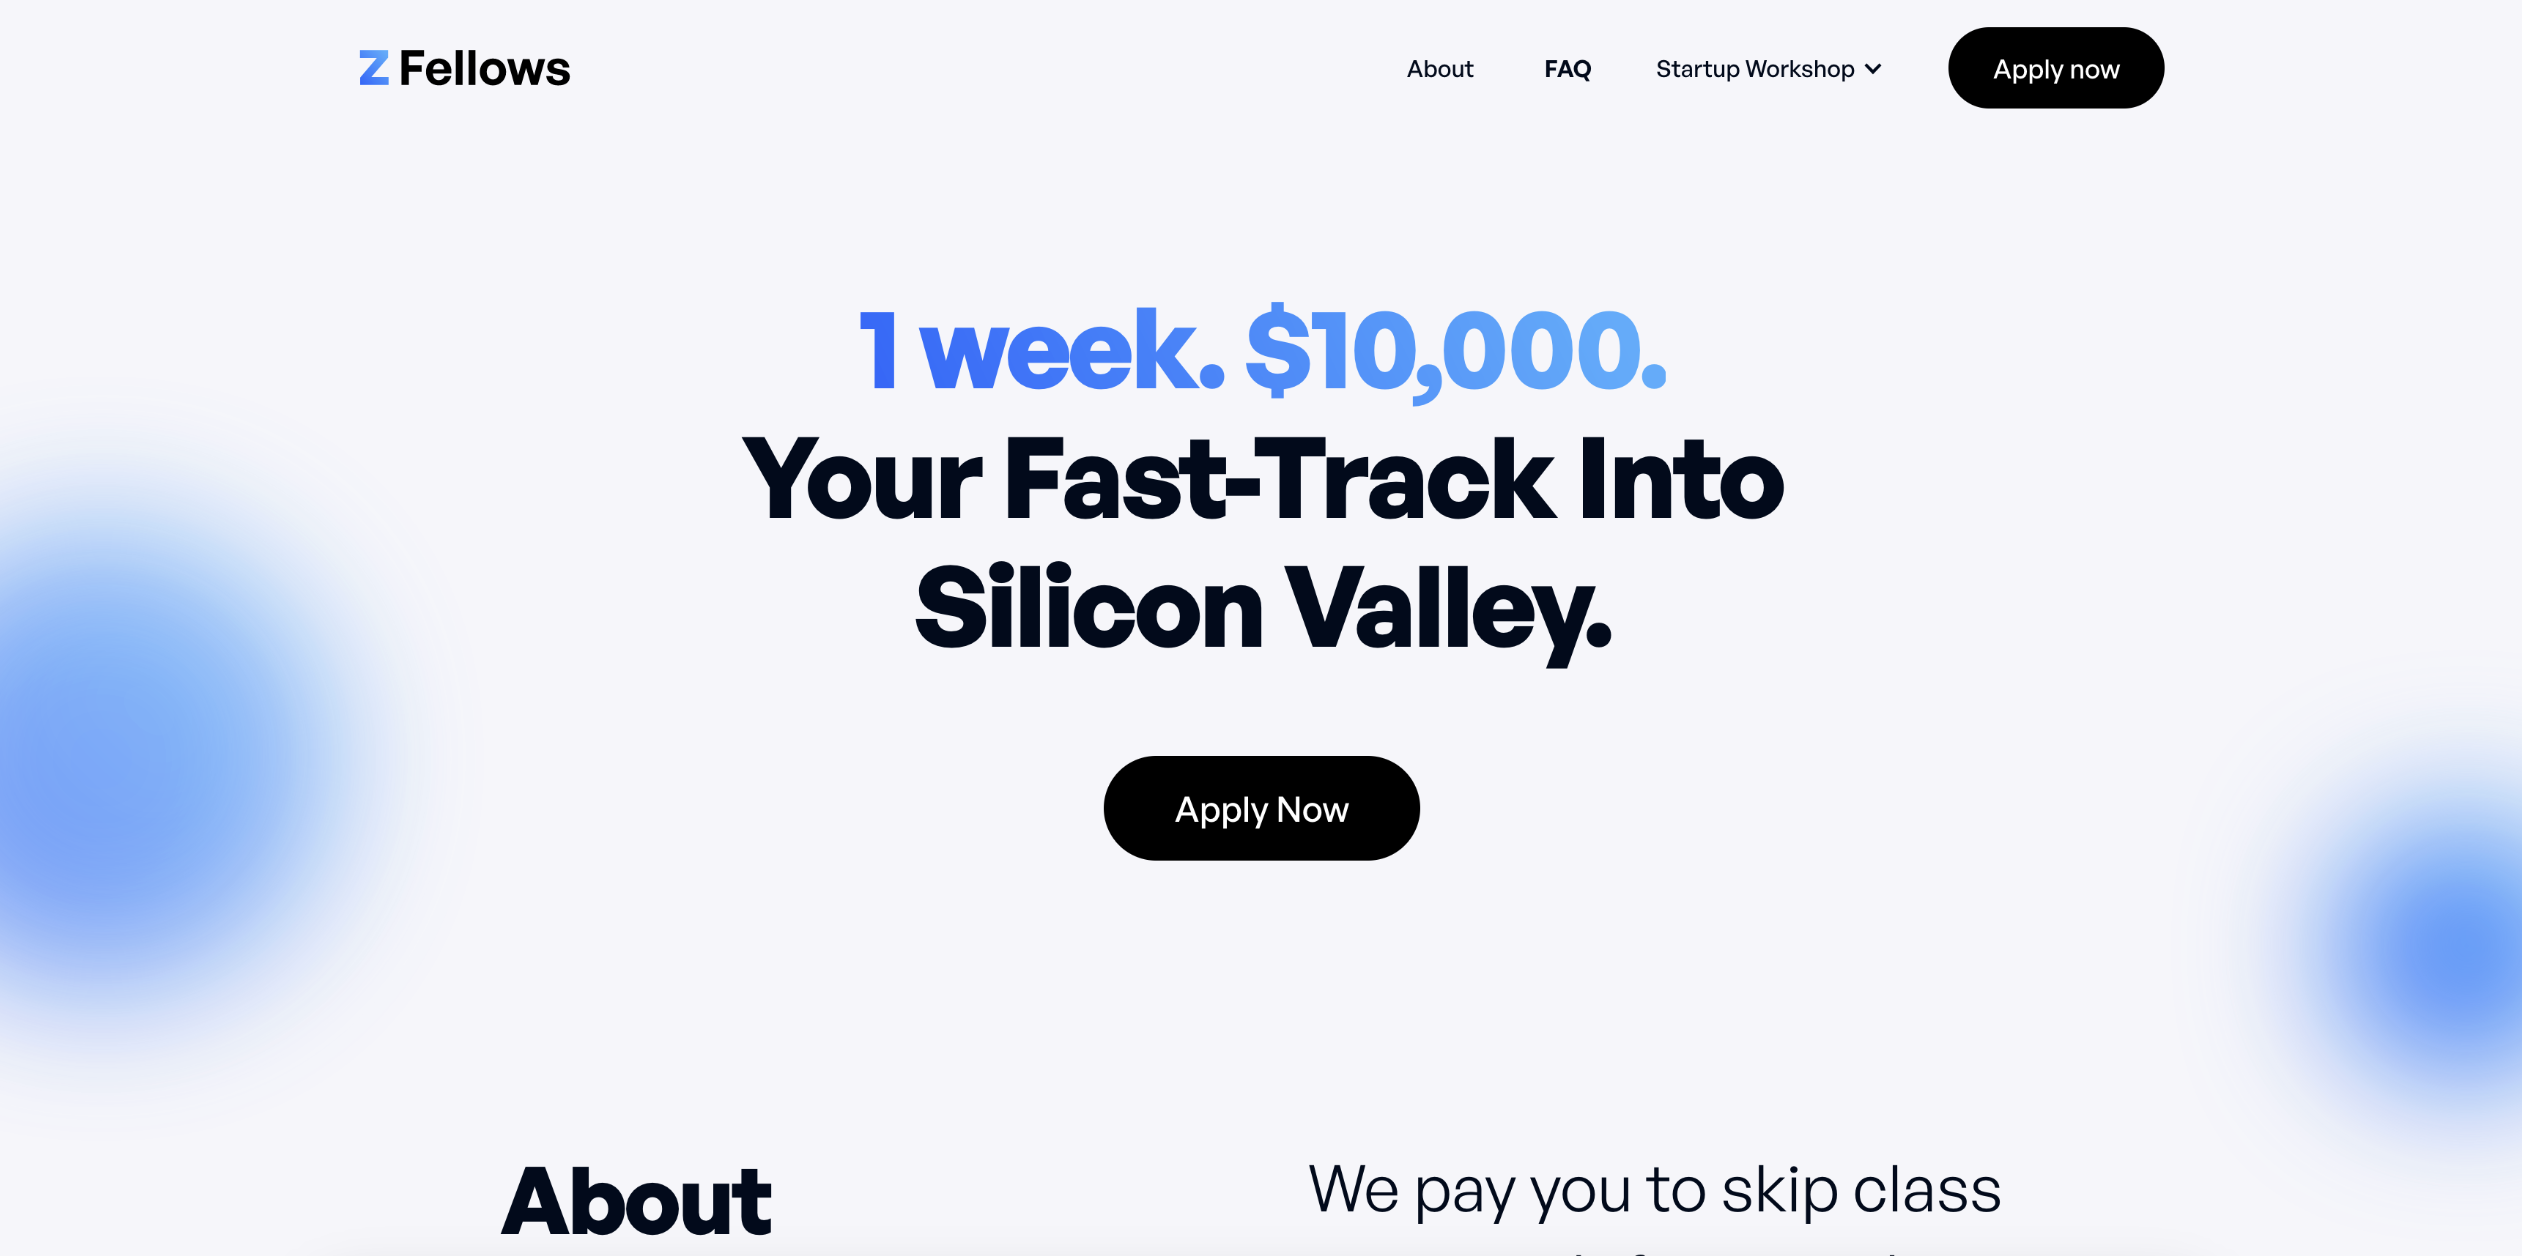 Z Fellows
About
FAQ
Startup Workshop
Apply now
1 week. $10,000.
Your Fast-Track Into
Silicon Valley.
Apply Now
About
We pay you to skip class